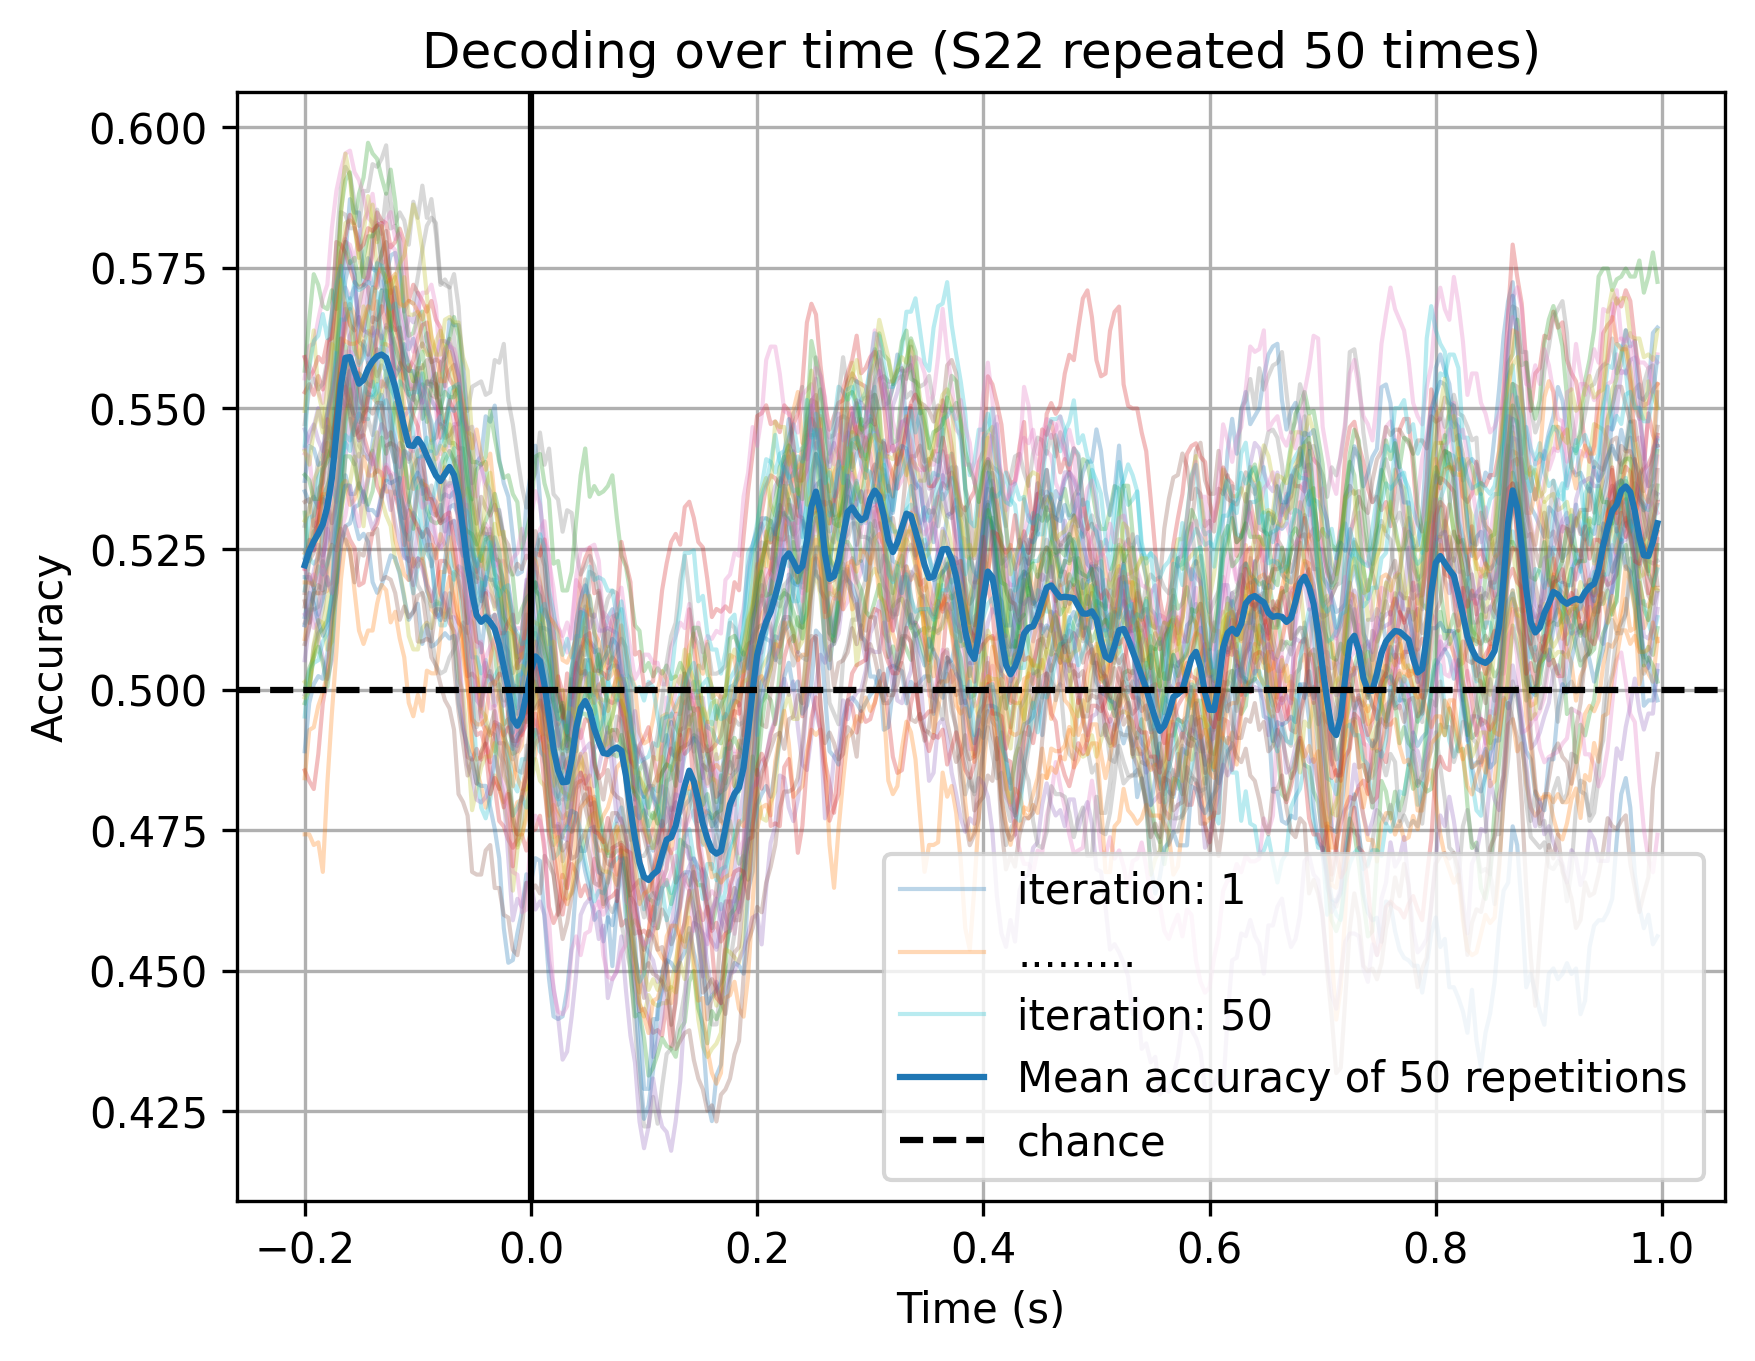 Decoding over time (S22 repeated 50 times)
0.600
0.575
0.550
0.525
0.500
0.475
0.450
0.425
Accuracy
iteration: 1
.........
iteration: 50
Mean accuracy of 50 repetitions
chance
−0.2 0.0 0.2 0.4 0.6 0.8 1.0
Time (s)